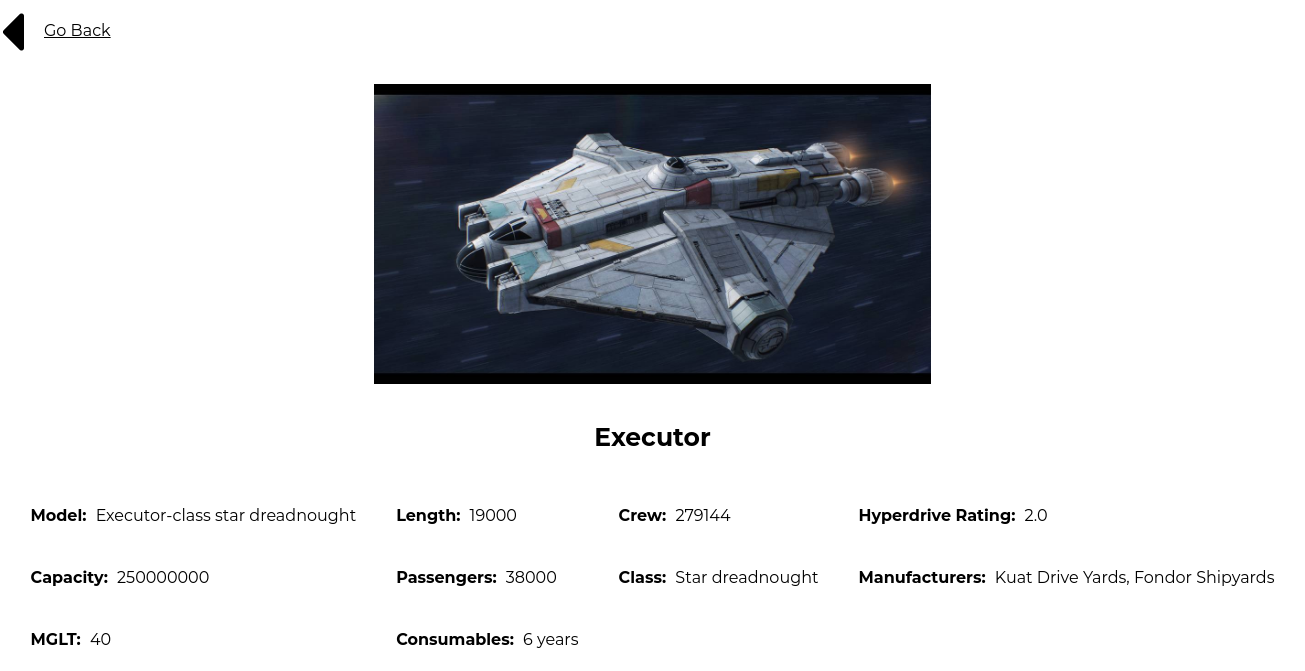 Go Back
Executor
Model: Executor-class star dreadnought Length: 19000 Crew: 279144 Hyperdrive Rating: 2.0
Capacity: 250000000 Passengers: 38000 Class: Star dreadnought Manufacturers: Kuat Drive Yards, Fondor Shipyards
MGLT: 40 Consumables: 6 years